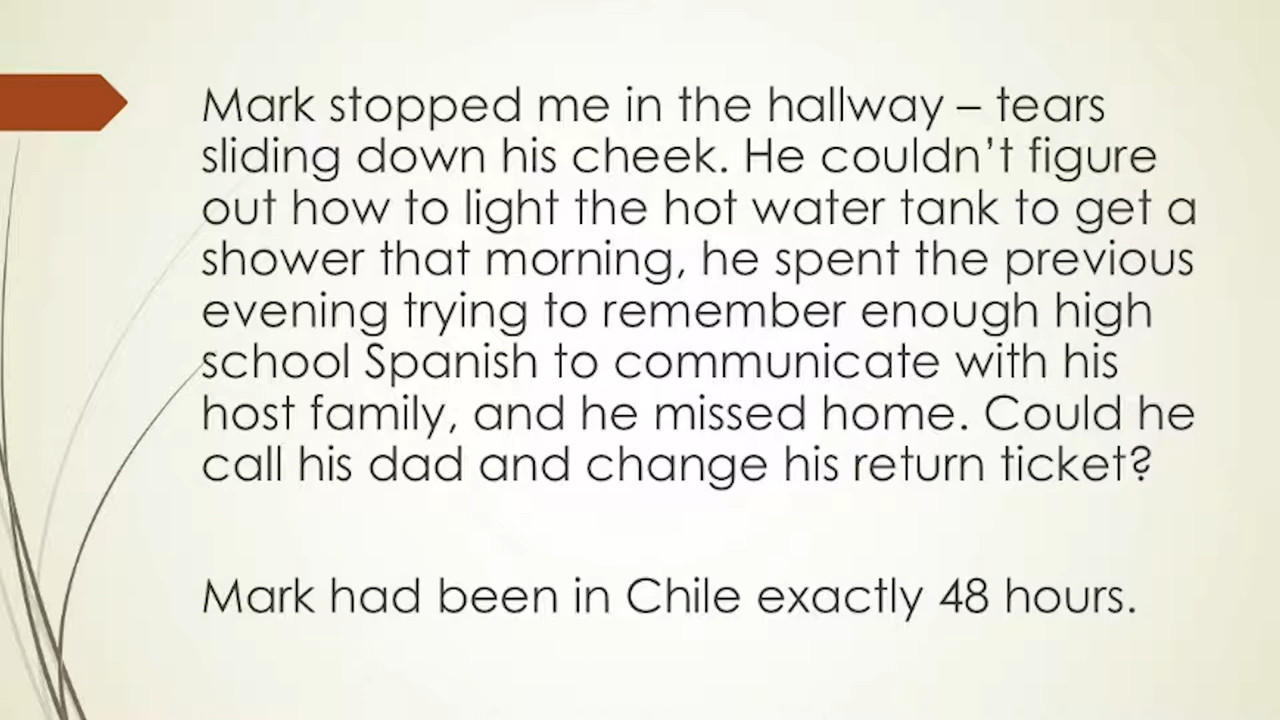 Mark stopped me in the hallway – tears
sliding down his cheek. He couldn’t figure
out how to light the hot water tank to get a
shower that morning, he spent the previous
evening trying to remember enough high
school Spanish to communicate with his
host family, and he missed home. Could he
call his dad and change his return ticket?
Mark had been in Chile exactly 48 hours.